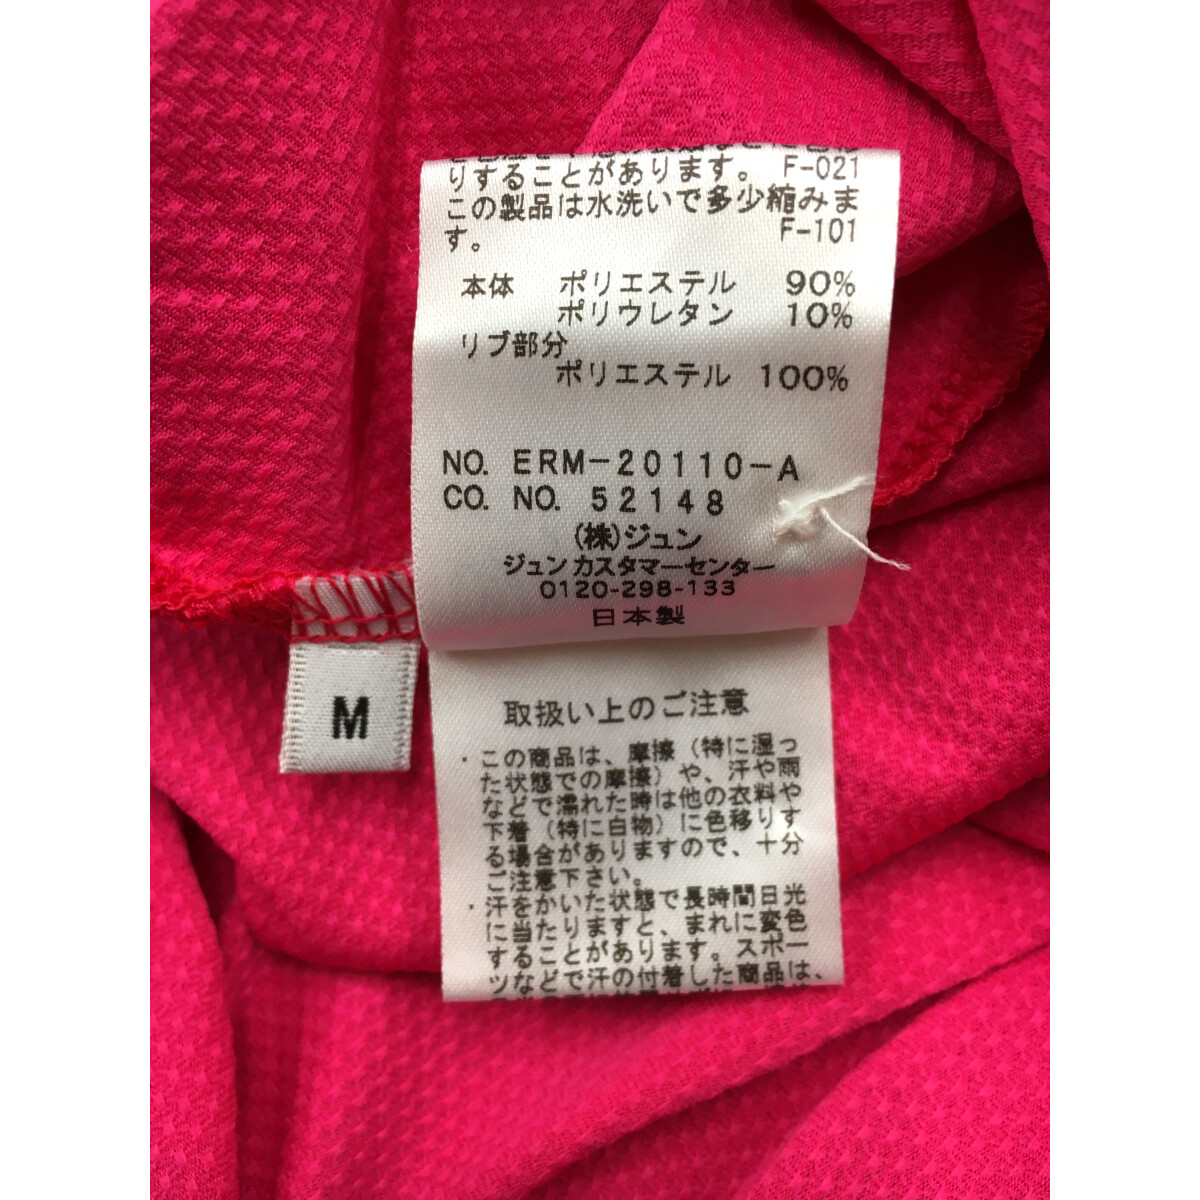 りすることがあります。 F-021
この製品は水洗いで多少縮みま
す。 F-101
本体 ポリエステル 90%
ポリウレタン 10%
リブ部分
ポリエステル 100%
NO. ERM-20110-A
CO. NO. 52148
(株)ジュン
ジュンカスタマーセンター
0120-298-133
日本製
M
取扱い上のご注意
・この商品は、摩擦（特に湿っ
た状態での摩擦）や、汗や雨
などで濡れた時は他の衣料や
下着（特に白物）に色移りす
る場合がありますので、十分
ご注意下さい。
・汗をかいた状態で長時間日光
に当たりますと、まれに変色
することがあります。スポー
ツなどで汗の付着した商品は、